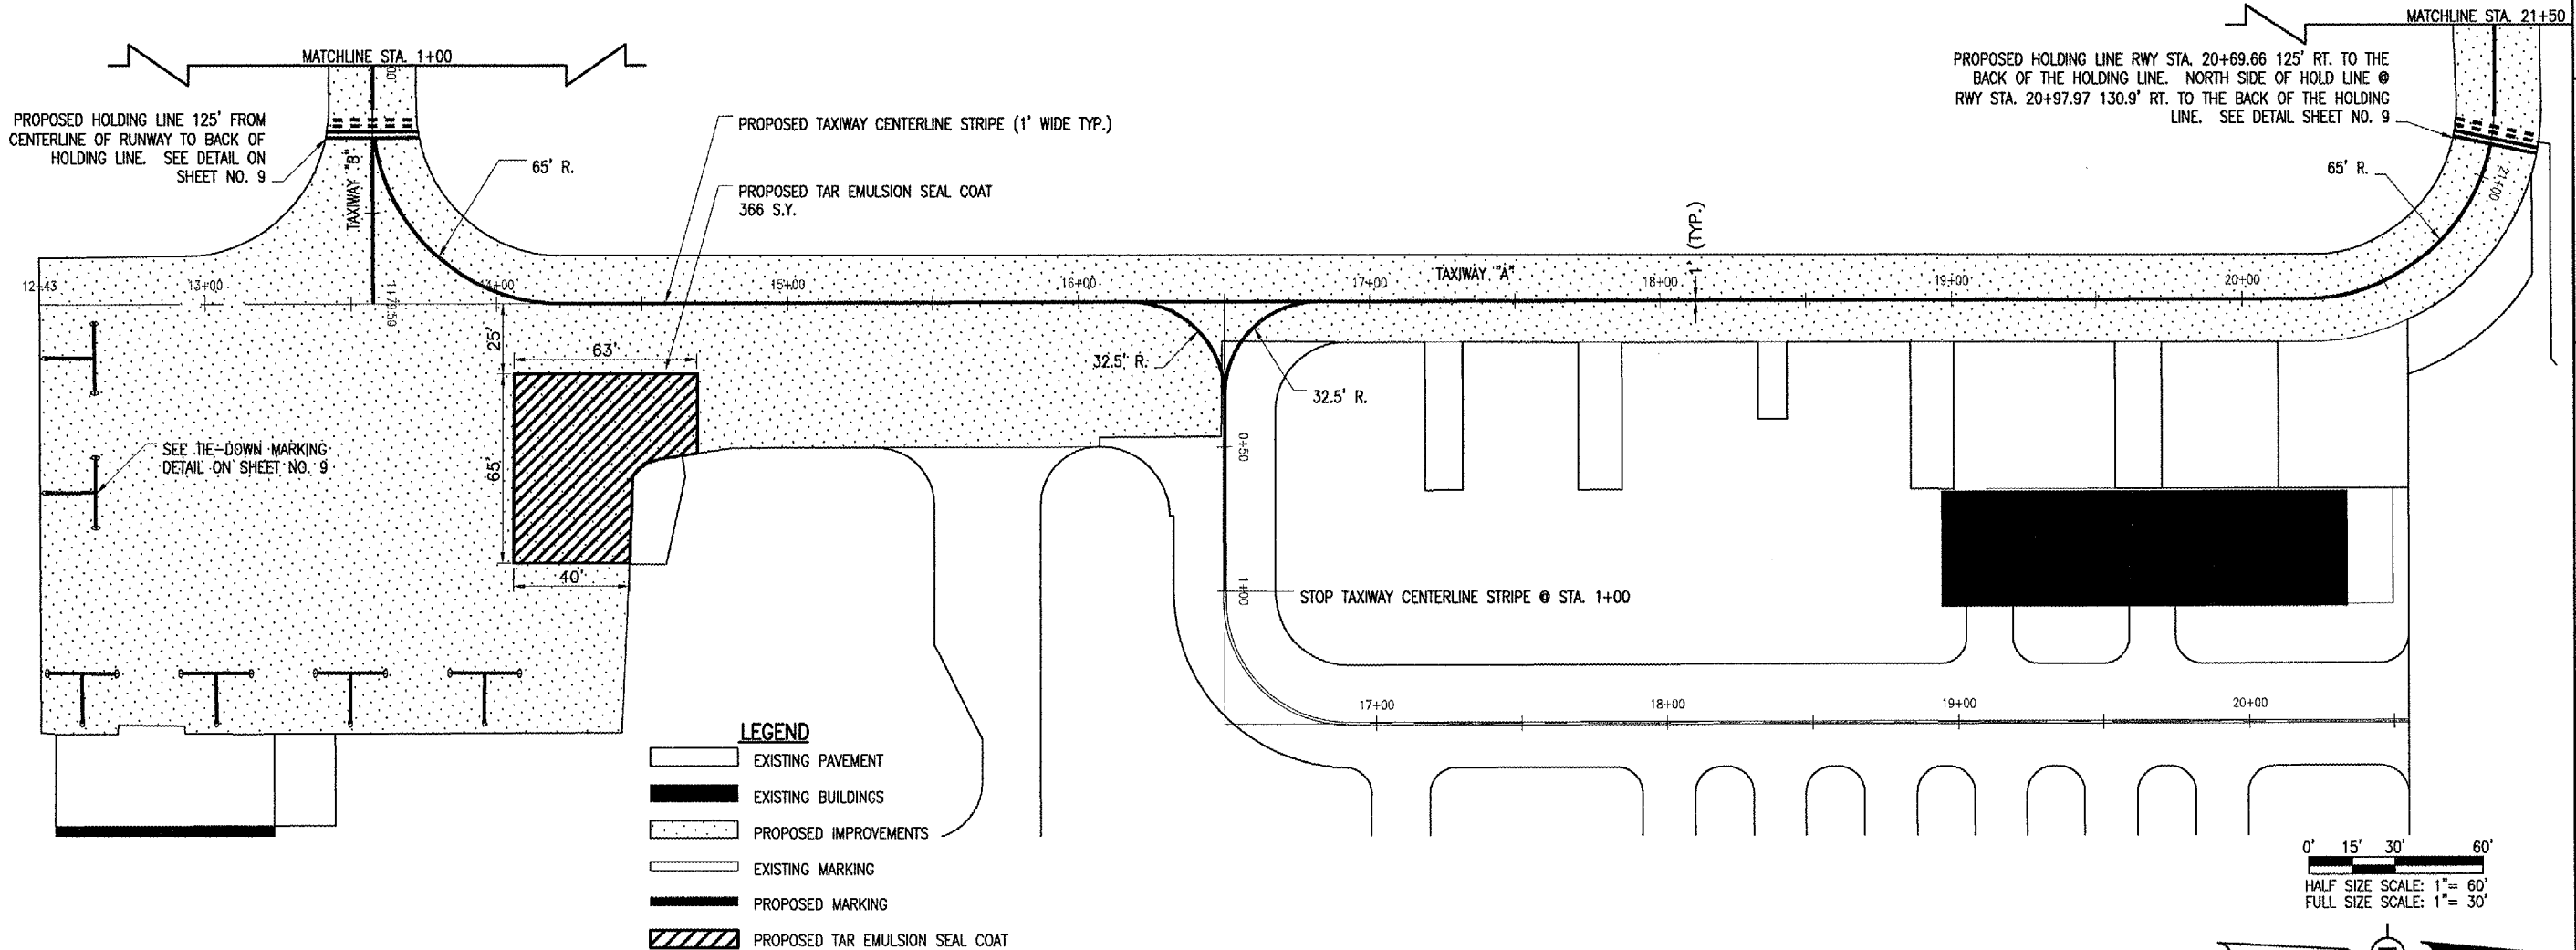 MATCHLINE STA. 1+00
MATCHLINE STA. 21+50
PROPOSED HOLDING LINE RWY STA. 20+69.66 125' RT. TO THE
BACK OF THE HOLDING LINE. NORTH SIDE OF HOLD LINE @
RWY STA. 20+97.97 130.9' RT. TO THE BACK OF THE HOLDING
LINE. SEE DETAIL SHEET NO. 9
PROPOSED HOLDING LINE 125' FROM
CENTERLINE OF RUNWAY TO BACK OF
HOLDING LINE. SEE DETAIL ON
SHEET NO. 9
TAXIWAY "B"
65' R.
PROPOSED TAXIWAY CENTERLINE STRIPE (1' WIDE TYP.)
PROPOSED TAR EMULSION SEAL COAT
366 S.Y.
65' R.
21+00
1' (TYP.)
TAXIWAY "A"
12+43
13+00
14+00
15+00
16+00
17+00
18+00
19+00
20+00
25'
63'
65'
40'
32.5' R.
32.5' R.
SEE TIE-DOWN MARKING
DETAIL ON SHEET NO. 9
0+50
1+00
STOP TAXIWAY CENTERLINE STRIPE @ STA. 1+00
17+00
18+00
19+00
20+00
LEGEND
EXISTING PAVEMENT
EXISTING BUILDINGS
PROPOSED IMPROVEMENTS
EXISTING MARKING
PROPOSED MARKING
PROPOSED TAR EMULSION SEAL COAT
0' 15' 30' 60'
HALF SIZE SCALE: 1"= 60'
FULL SIZE SCALE: 1"= 30'